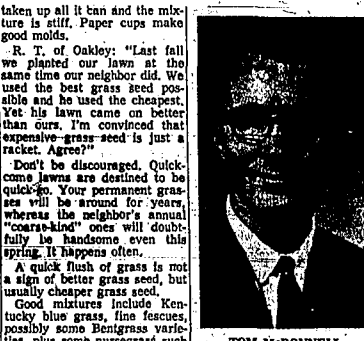 taken up all it can and the mix-
ture is stiff. Paper cups make
good molds.
R. T. of Oakley: "Last fall
we planted our lawn at the
same time our neighbor did. We
used the best grass seed pos-
sible and he used the cheapest.
Yet his lawn came on better
than ours. I'm convinced that
expensive grass seed is just a
racket. Agree?"
Don't be discouraged. Quick-
come lawns are destined to be
quick-go. Your permanent gras-
ses will be around for years,
whereas the neighbor's annual
"coarse-kind" ones will doubt-
fully be handsome even this
spring. It happens often.
A quick flush of grass is not
a sign of better grass seed, but
usually cheaper grass seed.
Good mixtures include Ken-
tucky blue grass, fine fescues,
possibly some Bentgrass varie-
ties, plus some nursegrass such
TOM